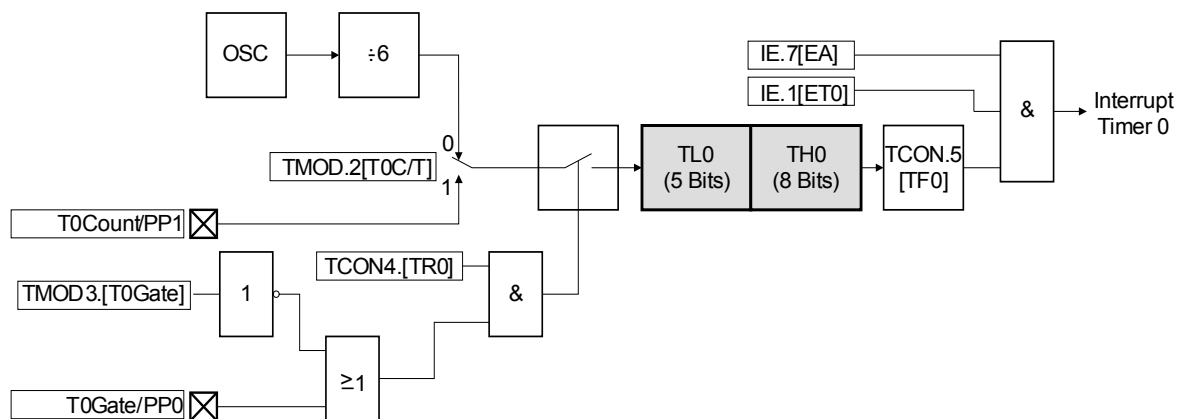 OSC
÷6
IE.7[EA]
IE.1[ET0]
&
Interrupt
Timer 0
0
TMOD.2[T0C/T]
1
TL0
(5 Bits)
TH0
(8 Bits)
TCON.5
[TF0]
T0Count/PP1
TCON4.[TR0]
&
TMOD3.[T0Gate]
1
≥1
T0Gate/PP0